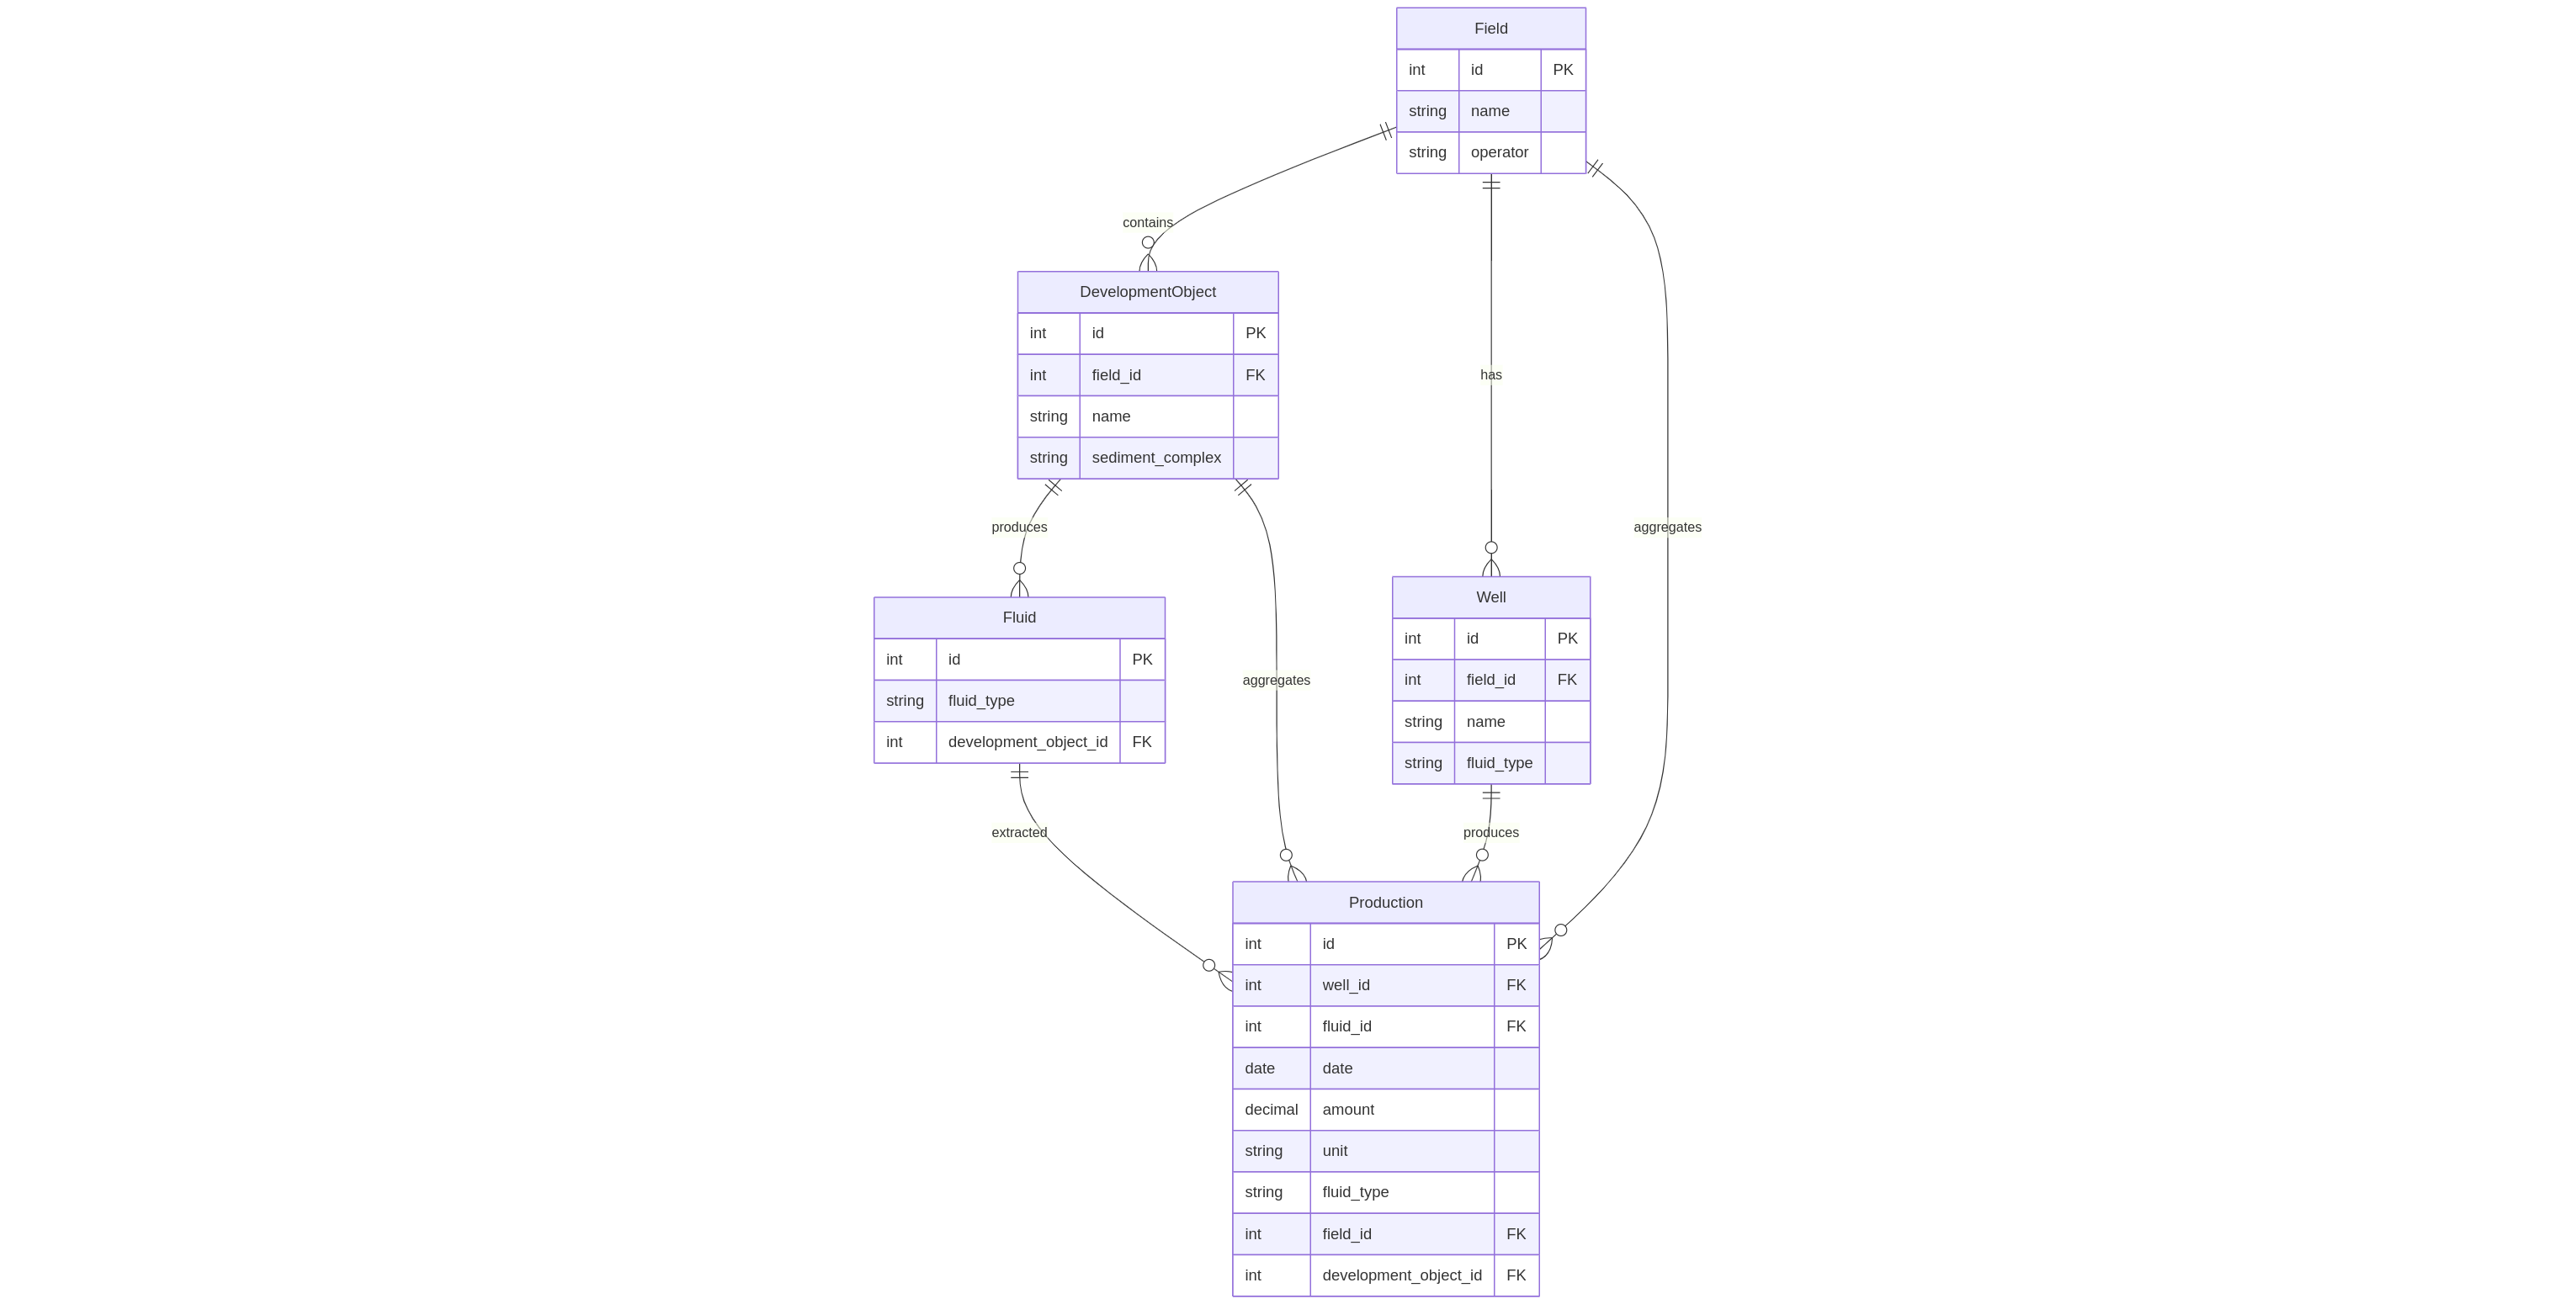 Field
int id PK
string name
string operator
contains
DevelopmentObject
int id PK
int field_id FK
string name
string sediment_complex
has
produces
aggregates
Fluid
int id PK
string fluid_type
int development_object_id FK
Well
int id PK
int field_id FK
string name
string fluid_type
aggregates
extracted
produces
Production
int id PK
int well_id FK
int fluid_id FK
date date
decimal amount
string unit
string fluid_type
int field_id FK
int development_object_id FK